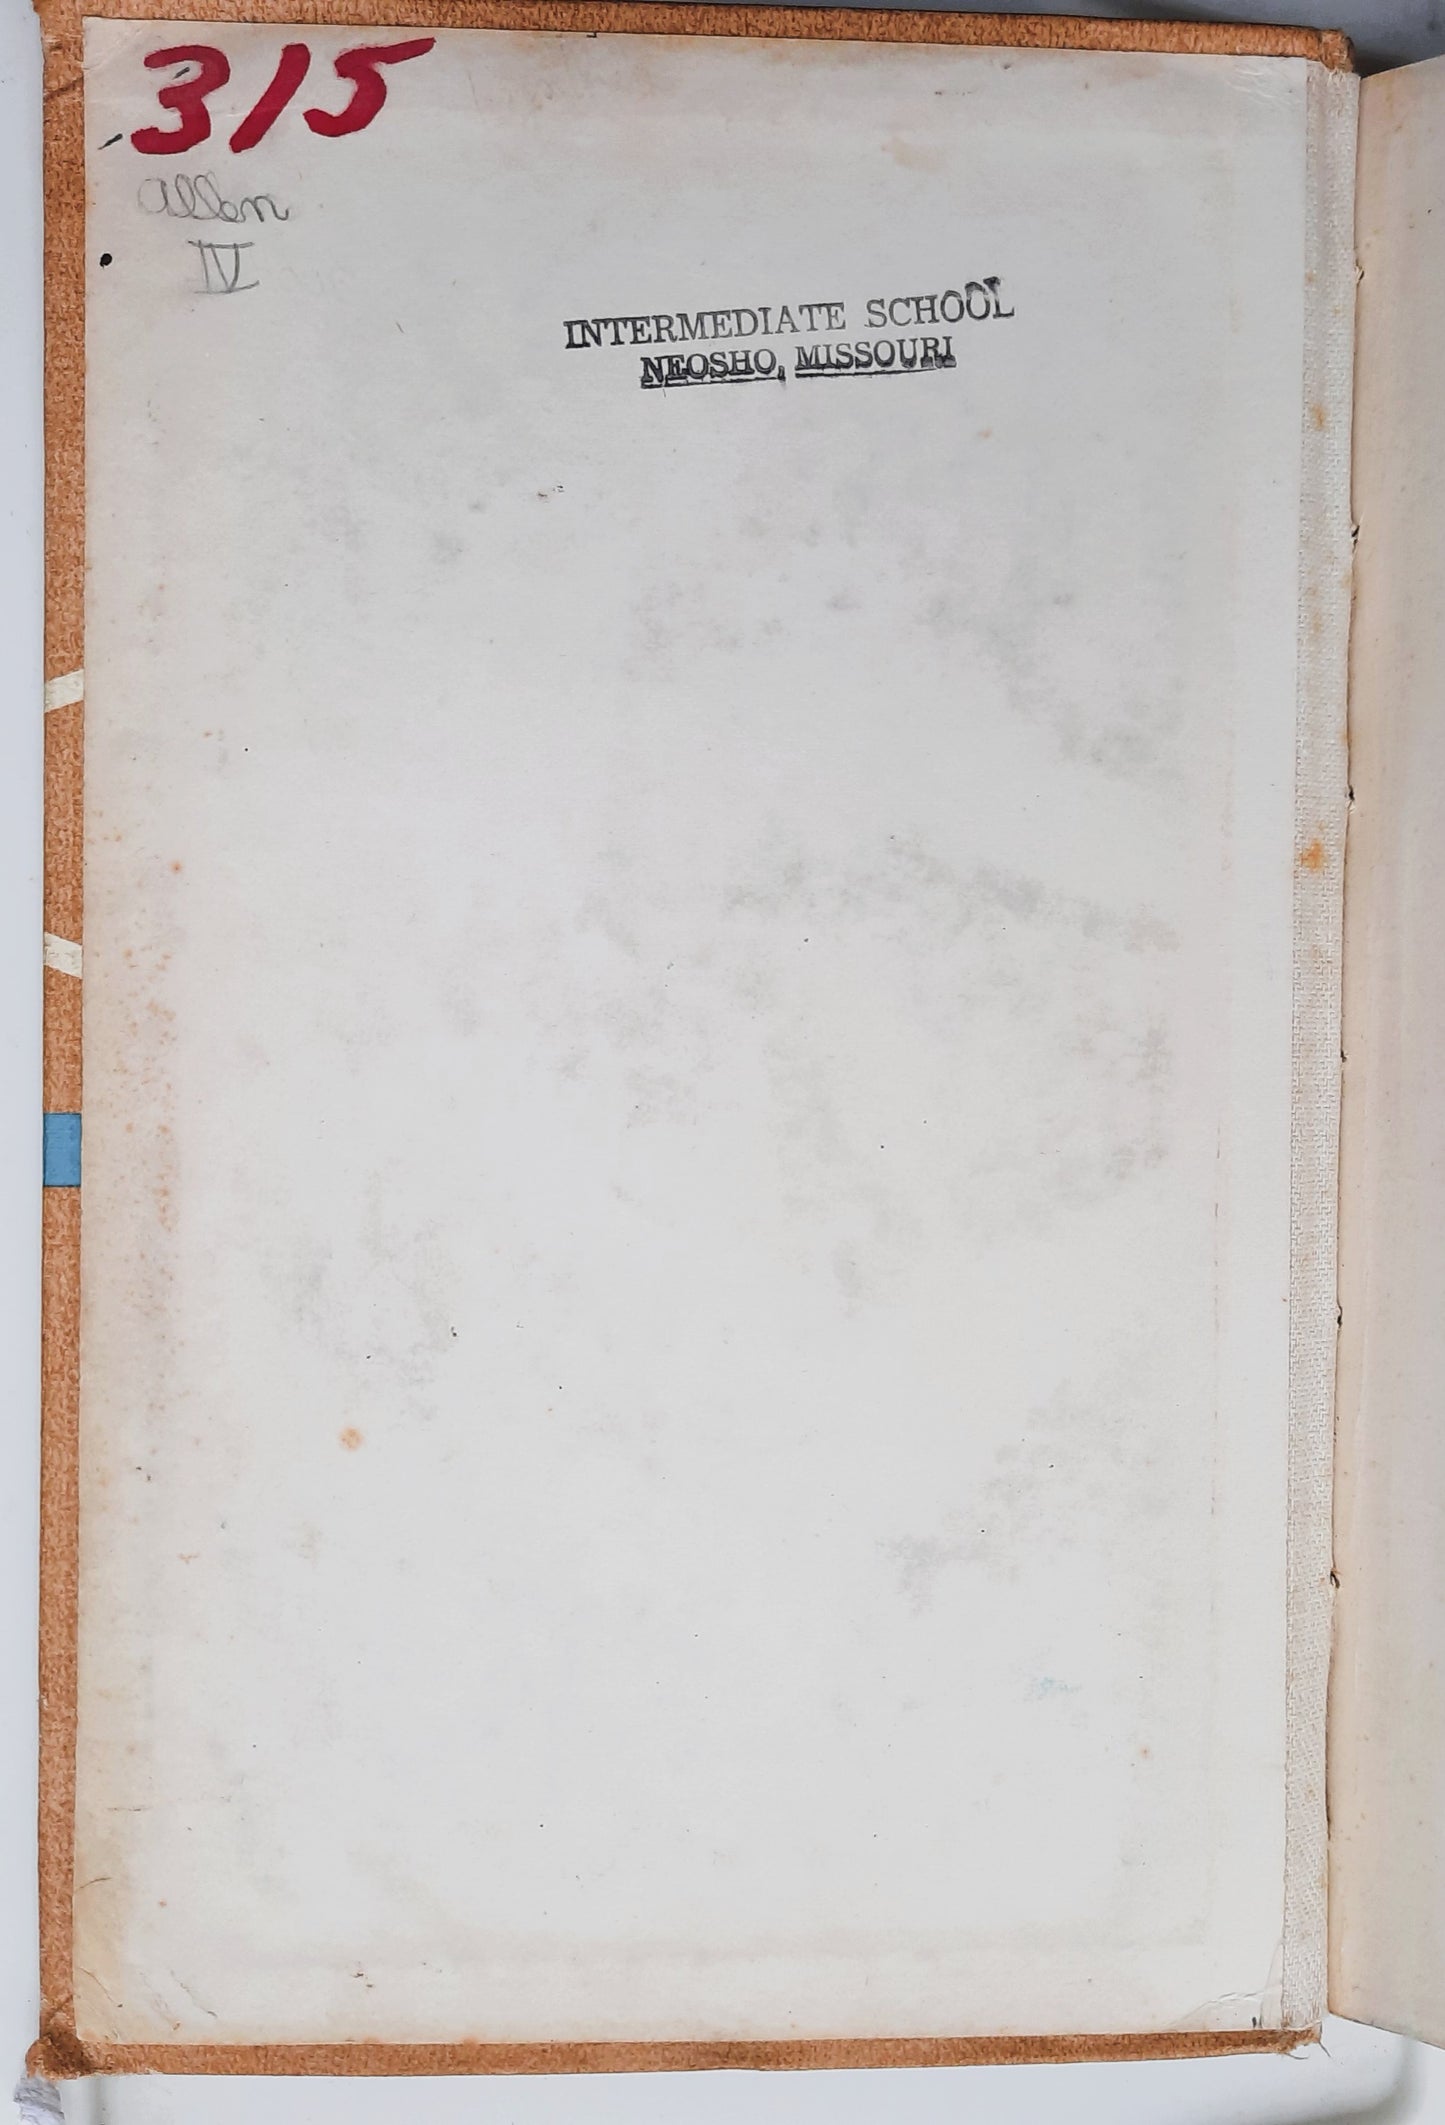 315
Allen
IV
INTERMEDIATE SCHOOL
NEOSHO, MISSOURI